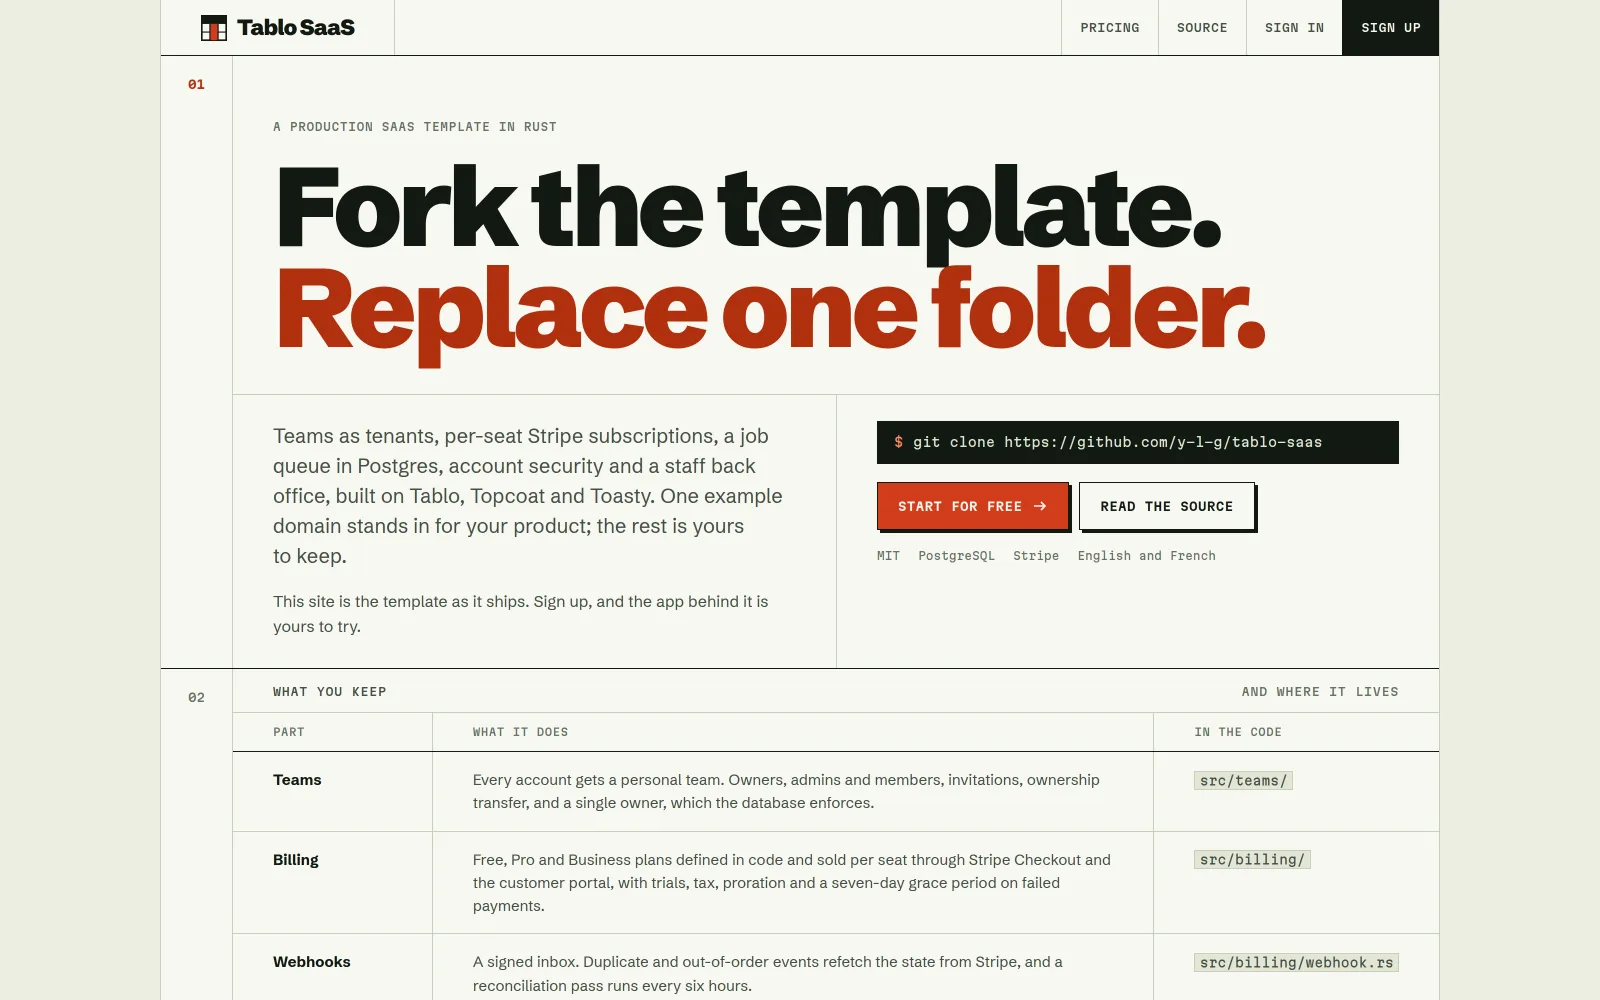 Tablo SaaS
PRICING
SOURCE
SIGN IN
SIGN UP
01
A PRODUCTION SAAS TEMPLATE IN RUST
Fork the template.
Replace one folder.
Teams as tenants, per-seat Stripe subscriptions, a job
queue in Postgres, account security and a staff back
office, built on Tablo, Topcoat and Toasty. One example
domain stands in for your product; the rest is yours
to keep.
This site is the template as it ships. Sign up, and the app behind it is
yours to try.
$ git clone https://github.com/y-l-g/tablo-saas
START FOR FREE →
READ THE SOURCE
MIT PostgreSQL Stripe English and French
02
WHAT YOU KEEP
AND WHERE IT LIVES
PART
WHAT IT DOES
IN THE CODE
Teams
Every account gets a personal team. Owners, admins and members, invitations, ownership
transfer, and a single owner, which the database enforces.
src/teams/
Billing
Free, Pro and Business plans defined in code and sold per seat through Stripe Checkout and
the customer portal, with trials, tax, proration and a seven-day grace period on failed
payments.
src/billing/
Webhooks
A signed inbox. Duplicate and out-of-order events refetch the state from Stripe, and a
reconciliation pass runs every six hours.
src/billing/webhook.rs